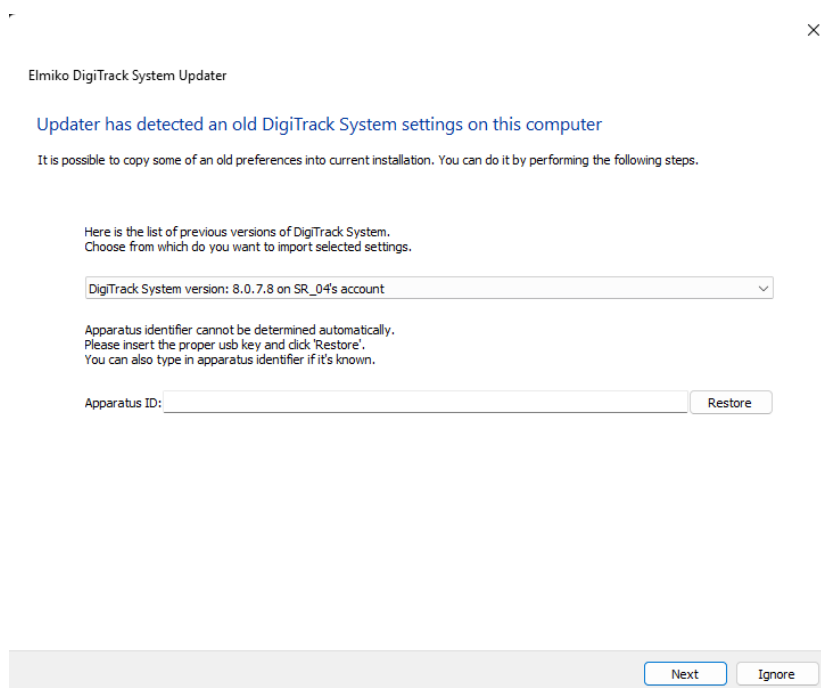 Elmiko DigiTrack System Updater
Updater has detected an old DigiTrack System settings on this computer
It is possible to copy some of an old preferences into current installation. You can do it by performing the following steps.
Here is the list of previous versions of DigiTrack System.
Choose from which do you want to import selected settings.
DigiTrack System version: 8.0.7.8 on SR_04's account
Apparatus identifier cannot be determined automatically.
Please insert the proper usb key and click 'Restore'.
You can also type in apparatus identifier if it's known.
Apparatus ID: Restore
Next Ignore